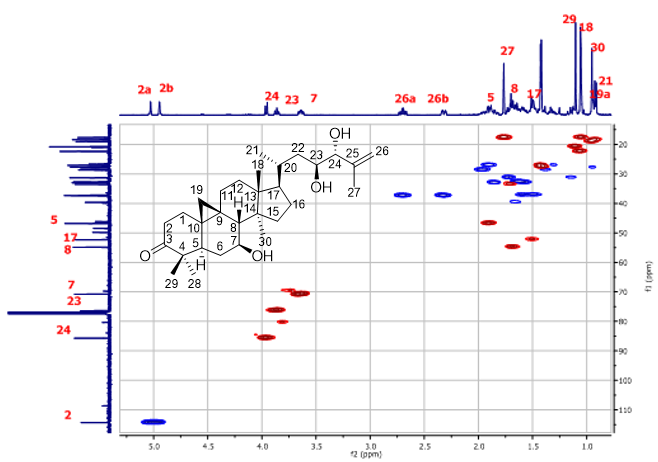 29
18
30
27
21
2a 2b
8
17 19a
24 23 7 26a 26b 5
OH
21 22 23 25 26
18 20 24
19 12 OH 27
11 13 17
H 14 16
1 9 8 15
2 10
3 5 7 30
O 4 6 OH
H
29 28
5
17
8
7
23
24
2
20
30
40
50
60
70
80
90
100
110
f1 (ppm)
5.0 4.5 4.0 3.5 3.0 2.5 2.0 1.5 1.0
f2 (ppm)